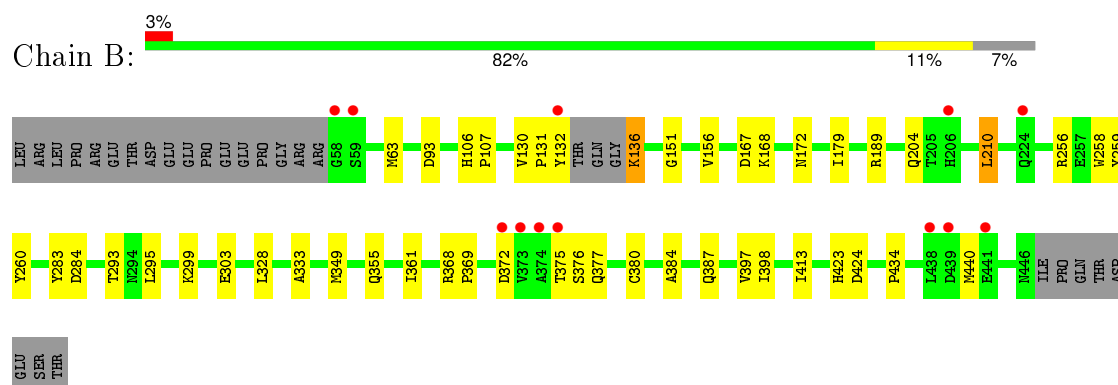 3%
Chain B:
82% 11% 7%
LEU ARG LEU PRO ARG GLU THR ASP GLU GLU PRO GLU GLU PRO GLY ARG ARG G58 S59 M63 D93 H106 P107 V130 P131 Y132 THR GLN GLY K136 G151 V156 D167 K168 N172 I179 R189 Q204 T205 H206 L210 Q224 R256 E257 W258 Y259
Y260 Y283 D284 T293 N294 L295 K299 E303 L328 A333 M349 Q355 I361 R368 P369 D372 V373 A374 T375 S376 Q377 C380 A384 Q387 V397 I398 I413 H423 D424 P434 L438 D439 M440 E441 N446 ILE PRO GLN THR ASP
GLU SER THR